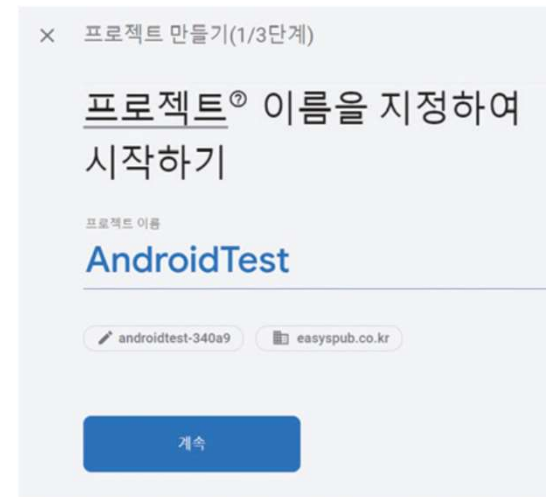 프로젝트 만들기(1/3단계)
프로젝트 이름을 지정하여
시작하기
프로젝트 이름
AndroidTest
androidtest-340a9 easyspub.co.kr
계속